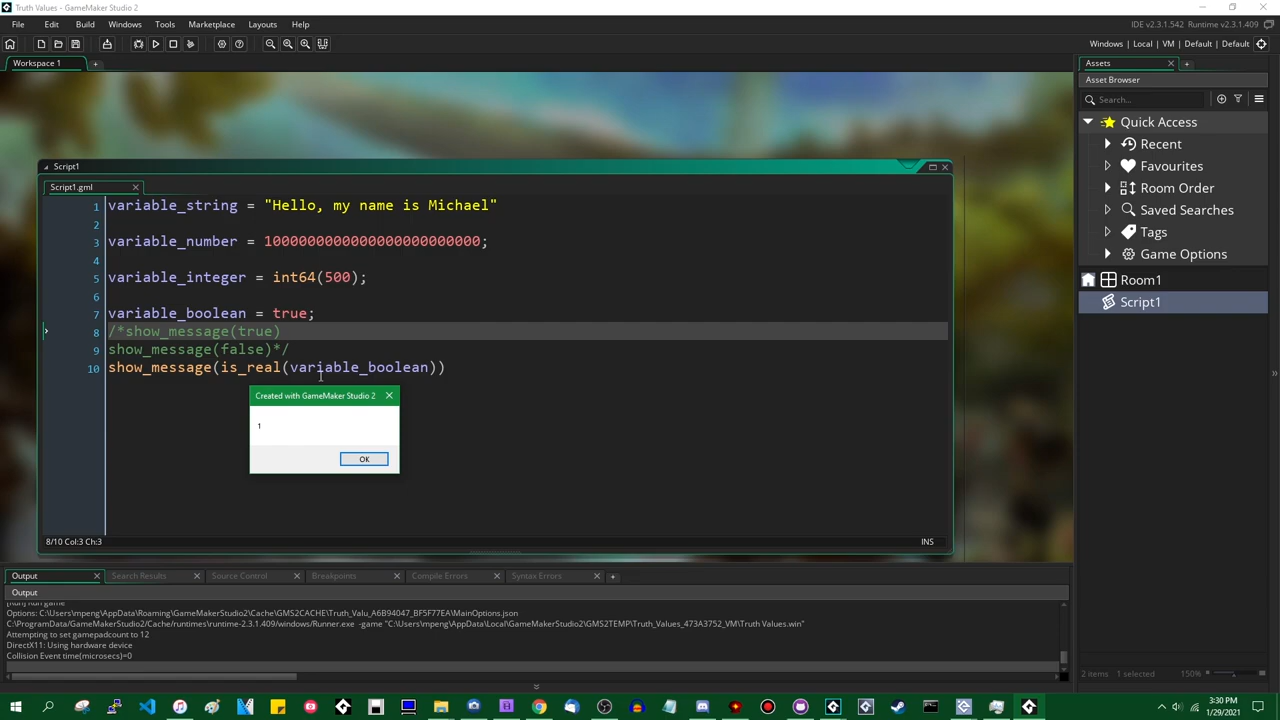 Truth Values - GameMaker Studio 2
File Edit Build Windows Tools Marketplace Layouts Help
IDE v2.3.1.542 Runtime v2.3.1.409
Windows | Local | VM | Default | Default
Workspace 1
Assets
Asset Browser
Search...
Quick Access
Recent
Favourites
Room Order
Saved Searches
Tags
Game Options
Room1
Script1
Script1
Script1.gml
1 variable_string = "Hello, my name is Michael"
2
3 variable_number = 1000000000000000000000000;
4
5 variable_integer = int64(500);
6
7 variable_boolean = true;
8 /*show_message(true)
9 show_message(false)*/
10 show_message(is_real(variable_boolean))
Created with GameMaker Studio 2
1
OK
8/10 Col:3 Ch:3
INS
Output Search Results Source Control Breakpoints Compile Errors Syntax Errors
Output
[Run] Run game
Options: C:\Users\mpeng\AppData\Roaming\GameMakerStudio2\Cache\GMS2CACHE\Truth_Valu_A6B94047_BF5F77EA\MainOptions.json
C:\ProgramData/GameMakerStudio2/Cache/runtimes\runtime-2.3.1.409/windows/Runner.exe -game "C:\Users\mpeng\AppData\Local\GameMakerStudio2\GMS2TEMP\Truth_Values_473A3752_VM\Truth Values.win"
Attempting to set gamepadcount to 12
DirectX11: Using hardware device
Collision Event time(microsecs)=0
2 items 1 selected 150%
3:30 PM
1/29/2021